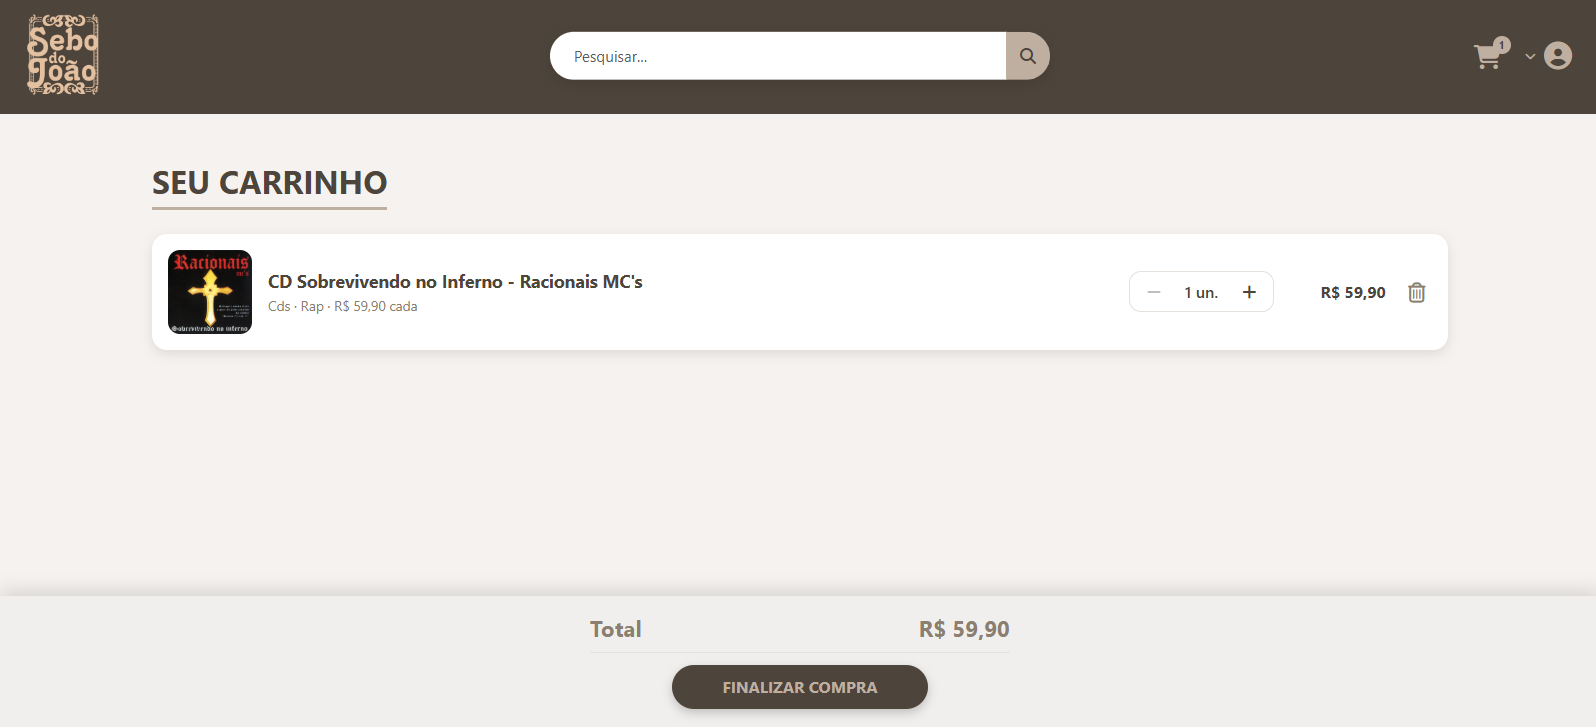 Sebo
do
João
Pesquisar...
1
SEU CARRINHO
Racionais
mc's
Sobrevivendo no inferno
CD Sobrevivendo no Inferno - Racionais MC's
Cds · Rap · R$ 59,90 cada
1 un.
R$ 59,90
Total
R$ 59,90
FINALIZAR COMPRA